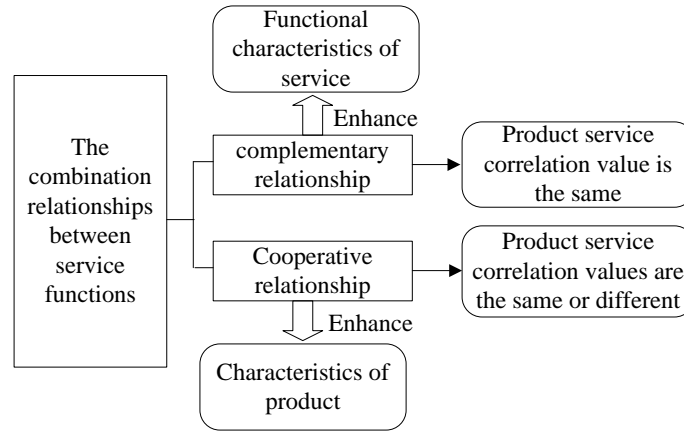 Functional
characteristics of
service
Enhance
The
combination
relationships
between
service
functions
complementary
relationship
Product service
correlation value is
the same
Cooperative
relationship
Product service
correlation values are
the same or different
Enhance
Characteristics of
product